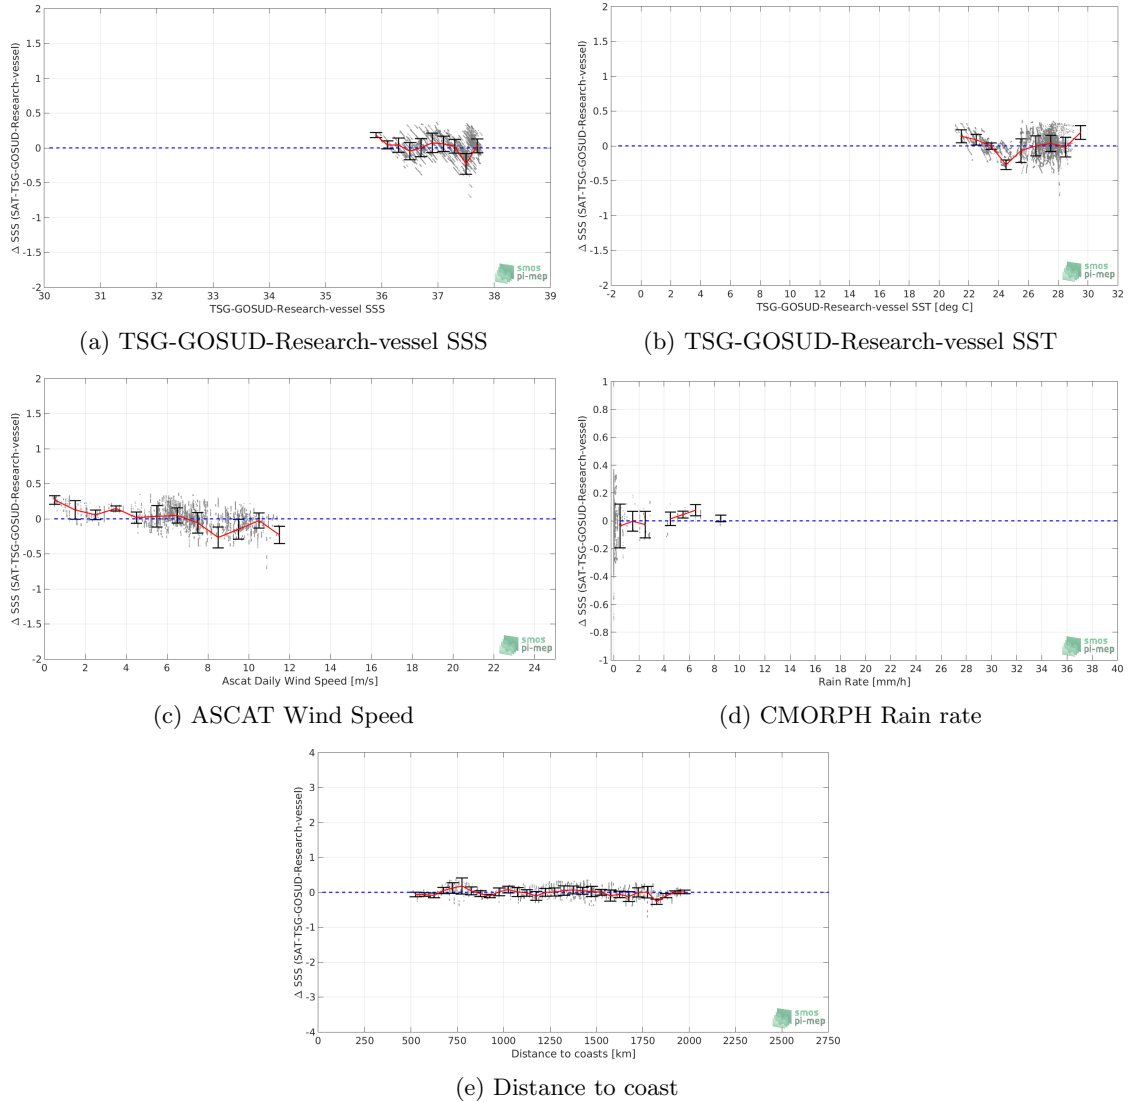 2
1.5
1
0.5
0
-0.5
-1
-1.5
-2
Δ SSS (SAT-TSG-GOSUD-Research-vessel)
30 31 32 33 34 35 36 37 38 39
TSG-GOSUD-Research-vessel SSS
smos
pi-mep
(a) TSG-GOSUD-Research-vessel SSS
2
1.5
1
0.5
0
-0.5
-1
-1.5
-2
Δ SSS (SAT-TSG-GOSUD-Research-vessel)
-2 0 2 4 6 8 10 12 14 16 18 20 22 24 26 28 30 32
TSG-GOSUD-Research-vessel SST [deg C]
smos
pi-mep
(b) TSG-GOSUD-Research-vessel SST
2
1.5
1
0.5
0
-0.5
-1
-1.5
-2
Δ SSS (SAT-TSG-GOSUD-Research-vessel)
0 2 4 6 8 10 12 14 16 18 20 22 24
Ascat Daily Wind Speed [m/s]
smos
pi-mep
(c) ASCAT Wind Speed
1
0.8
0.6
0.4
0.2
0
-0.2
-0.4
-0.6
-0.8
-1
Δ SSS (SAT-TSG-GOSUD-Research-vessel)
0 2 4 6 8 10 12 14 16 18 20 22 24 26 28 30 32 34 36 38 40
Rain Rate [mm/h]
smos
pi-mep
(d) CMORPH Rain rate
4
3
2
1
0
-1
-2
-3
-4
Δ SSS (SAT-TSG-GOSUD-Research-vessel)
0 250 500 750 1000 1250 1500 1750 2000 2250 2500 2750
Distance to coasts [km]
smos
pi-mep
(e) Distance to coast